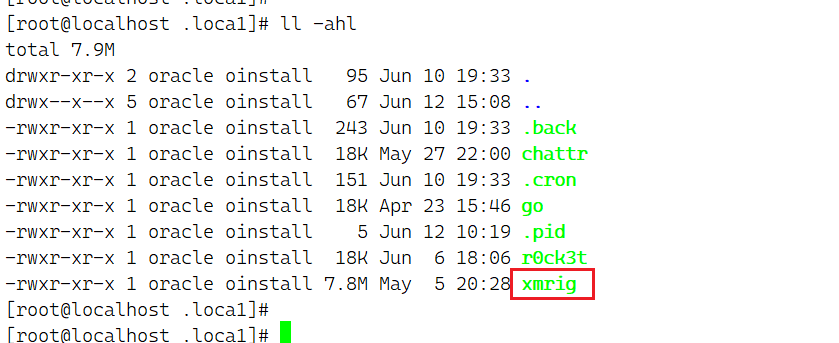 [root@localhost .loca1]#
[root@localhost .loca1]# ll -ahl
total 7.9M
drwxr-xr-x 2 oracle oinstall   95 Jun 10 19:33 .
drwx--x--x 5 oracle oinstall   67 Jun 12 15:08 ..
-rwxr-xr-x 1 oracle oinstall  243 Jun 10 19:33 .back
-rwxr-xr-x 1 oracle oinstall  18K May 27 22:00 chattr
-rwxr-xr-x 1 oracle oinstall  151 Jun 10 19:33 .cron
-rwxr-xr-x 1 oracle oinstall  18K Apr 23 15:46 go
-rwxr-xr-x 1 oracle oinstall    5 Jun 12 10:19 .pid
-rwxr-xr-x 1 oracle oinstall  18K Jun  6 18:06 r0ck3t
-rwxr-xr-x 1 oracle oinstall 7.8M May  5 20:28 xmrig
[root@localhost .loca1]#
[root@localhost .loca1]#